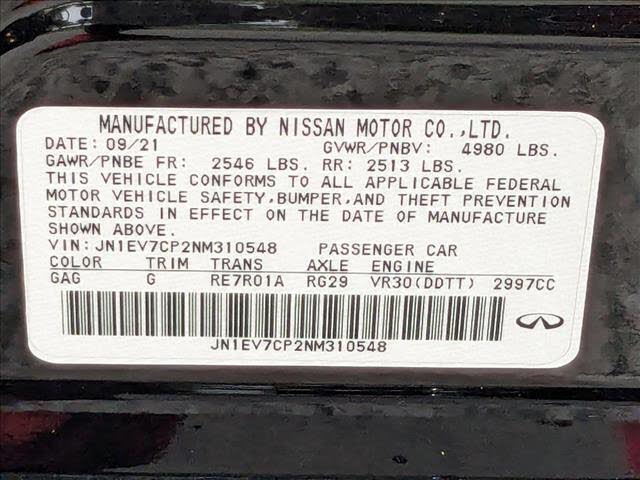 MANUFACTURED BY NISSAN MOTOR CO.,LTD.
DATE: 09/21 GVWR/PNBV: 4980 LBS.
GAWR/PNBE FR: 2546 LBS. RR: 2513 LBS.
THIS VEHICLE CONFORMS TO ALL APPLICABLE FEDERAL
MOTOR VEHICLE SAFETY,BUMPER,AND THEFT PREVENTION
STANDARDS IN EFFECT ON THE DATE OF MANUFACTURE
SHOWN ABOVE.
VIN: JN1EV7CP2NM310548 PASSENGER CAR
COLOR TRIM TRANS AXLE ENGINE
GAG G RE7R01A RG29 VR30(DDTT) 2997CC
JN1EV7CP2NM310548